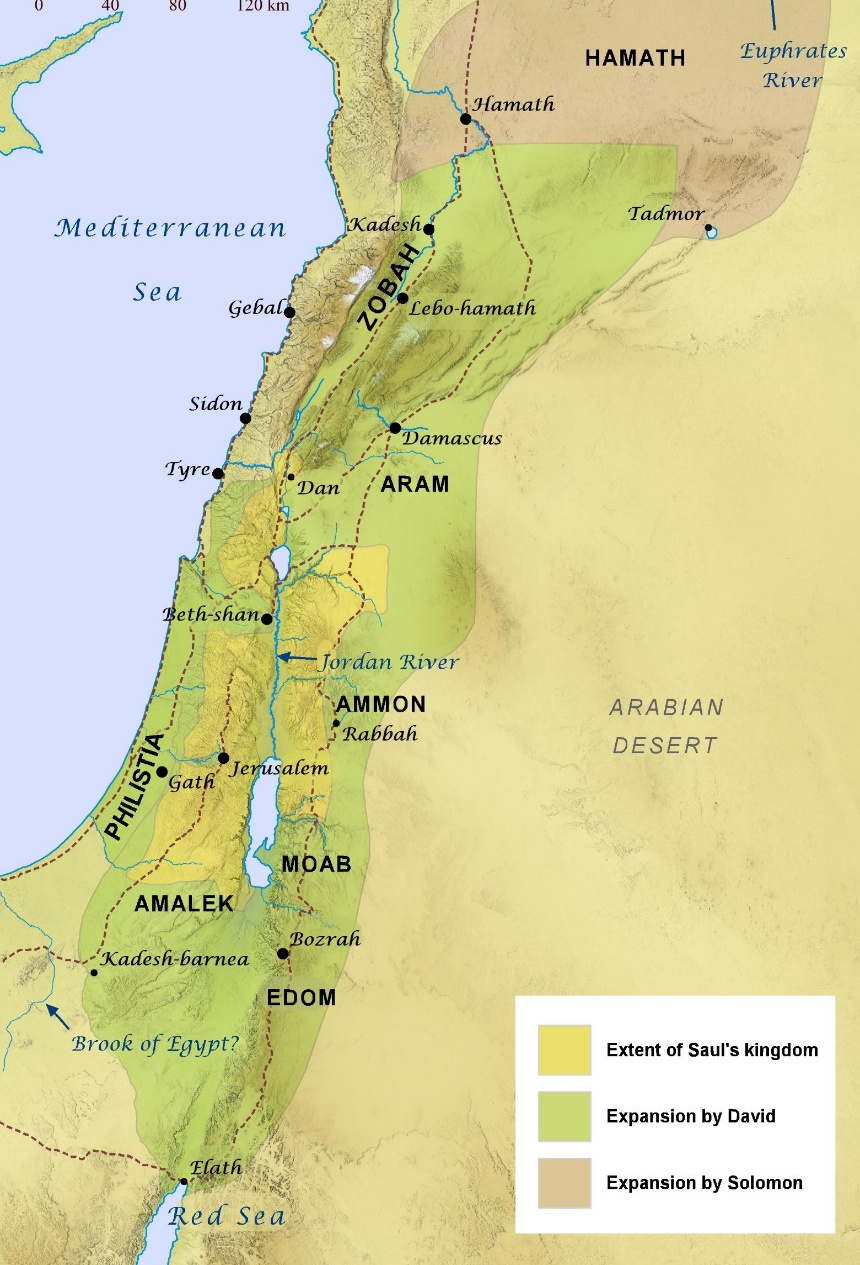 0 40 80 120 km
HAMATH
Euphrates
River
Hamath
Tadmor
Kadesh
Mediterranean
Sea
ZOBAH
Gebal
Lebo-hamath
Sidon
Damascus
Tyre
Dan
ARAM
Beth-shan
Jordan River
AMMON
Rabbah
ARABIAN
DESERT
PHILISTIA
Gath
Jerusalem
MOAB
AMALEK
Bozrah
Kadesh-barnea
EDOM
Brook of Egypt?
Elath
Red Sea
Extent of Saul's kingdom
Expansion by David
Expansion by Solomon